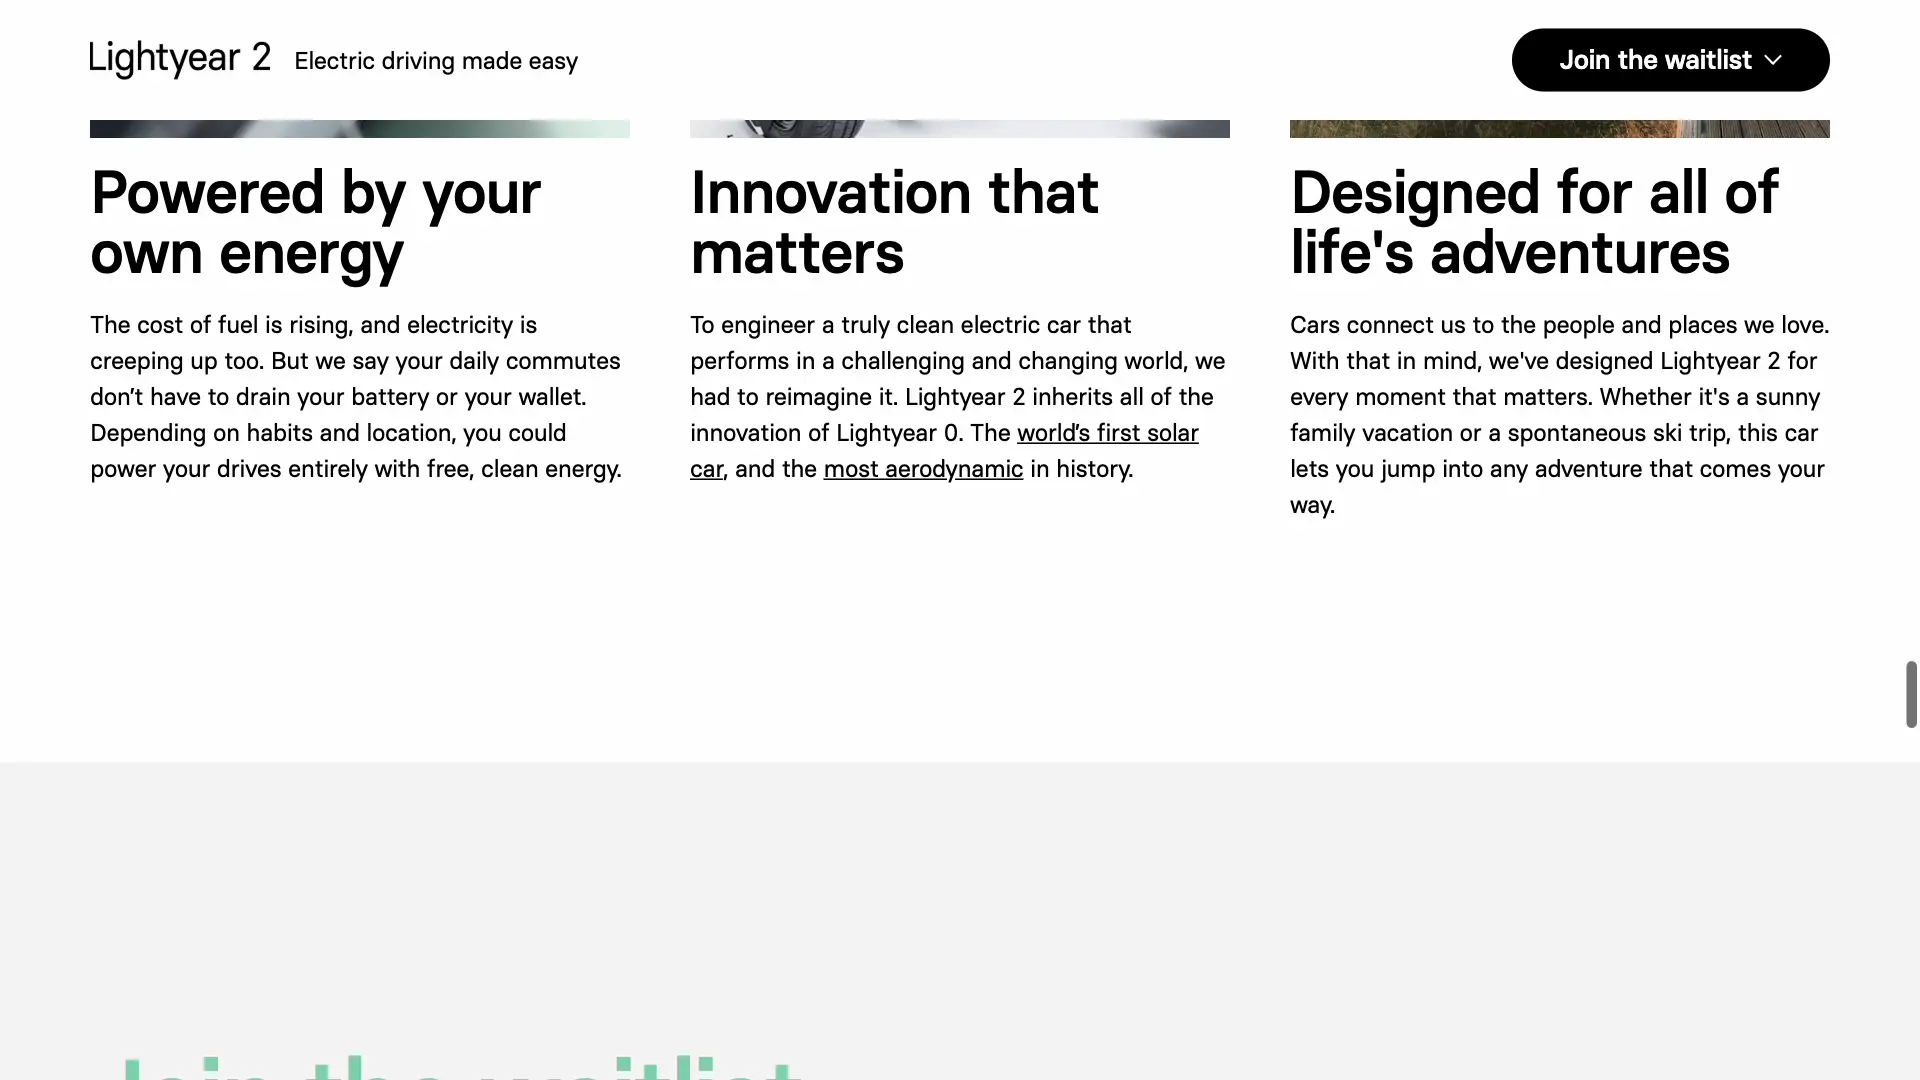 Lightyear 2 Electric driving made easy
Join the waitlist
Powered by your
own energy
The cost of fuel is rising, and electricity is
creeping up too. But we say your daily commutes
don’t have to drain your battery or your wallet.
Depending on habits and location, you could
power your drives entirely with free, clean energy.
Innovation that
matters
To engineer a truly clean electric car that
performs in a challenging and changing world, we
had to reimagine it. Lightyear 2 inherits all of the
innovation of Lightyear 0. The world’s first solar
car, and the most aerodynamic in history.
Designed for all of
life's adventures
Cars connect us to the people and places we love.
With that in mind, we've designed Lightyear 2 for
every moment that matters. Whether it's a sunny
family vacation or a spontaneous ski trip, this car
lets you jump into any adventure that comes your
way.
Join the waitlist